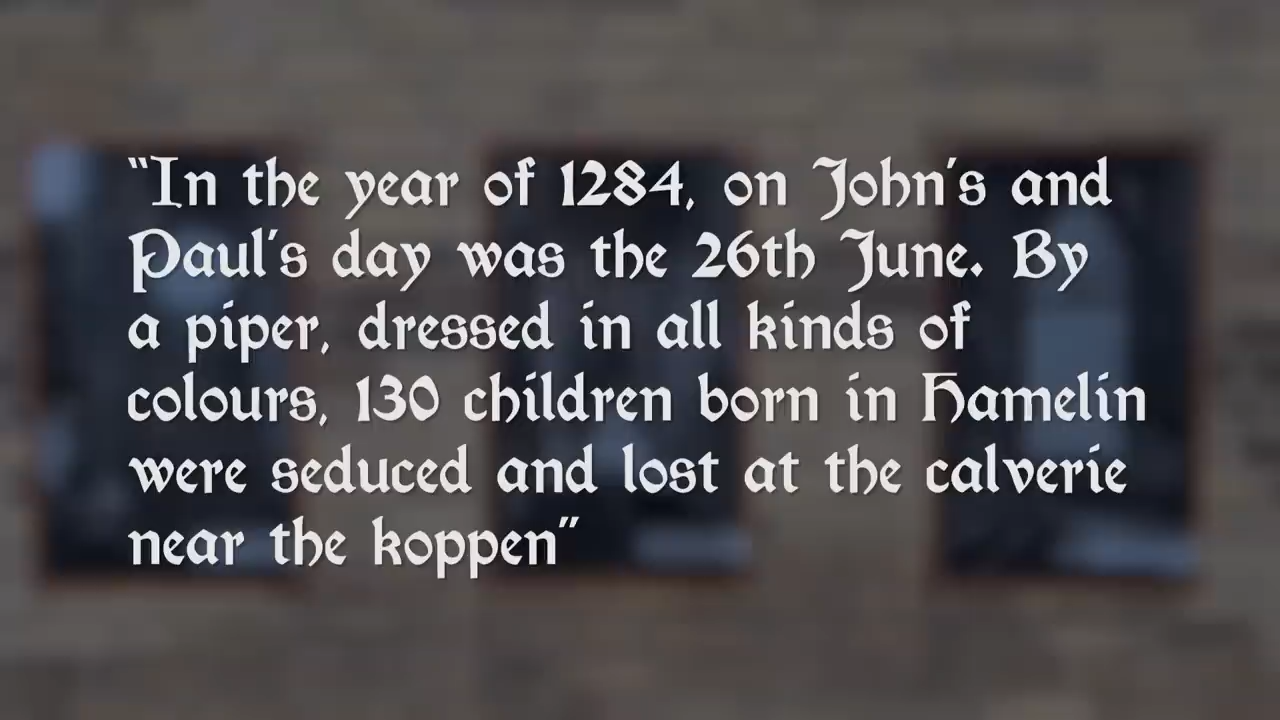 “In the year of 1284, on John's and
Paul's day was the 26th June. By
a piper, dressed in all kinds of
colours, 130 children born in Hamelin
were seduced and lost at the calverie
near the koppen”